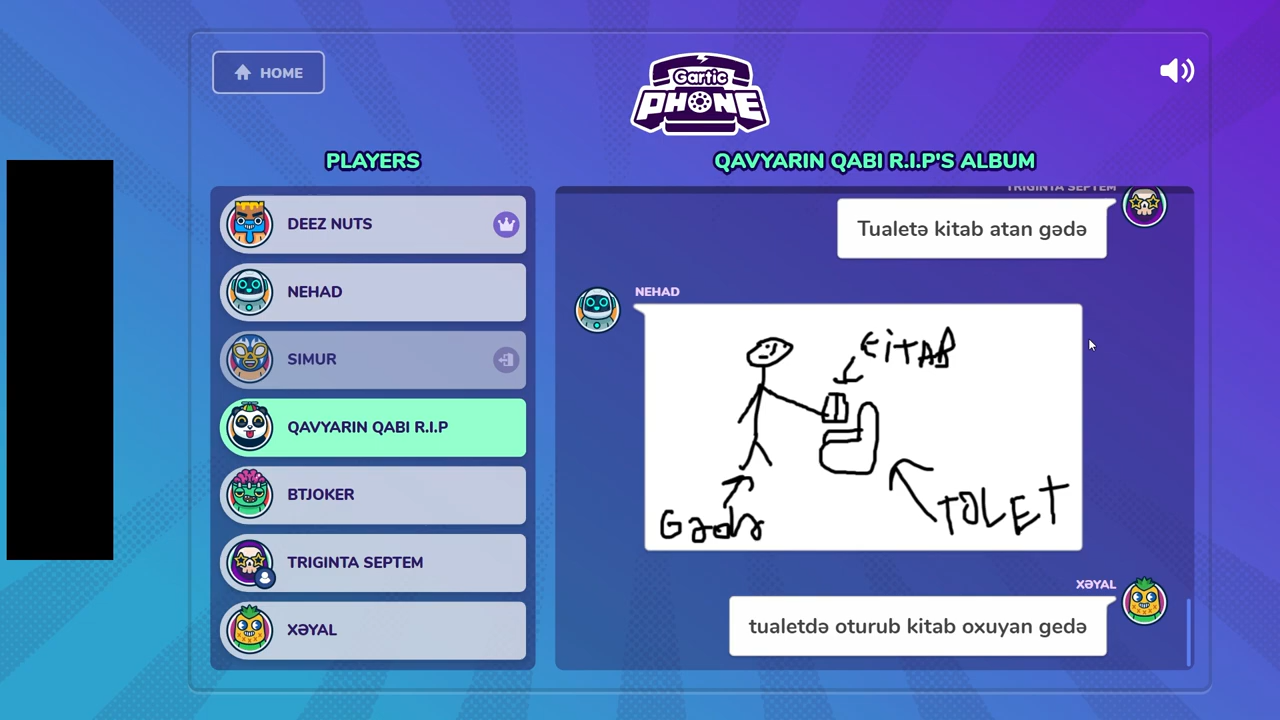 HOME
Gartic
PHONE
PLAYERS
QAVYARIN QABI R.I.P'S ALBUM
DEEZ NUTS
NEHAD
SIMUR
QAVYARIN QABI R.I.P
BTJOKER
TRIGINTA SEPTEM
XƏYAL
TRIGINTA SEPTEM
Tualetə kitab atan gədə
NEHAD
KİTAB
Gədə
TOLET
XƏYAL
tualetdə oturub kitab oxuyan gedə